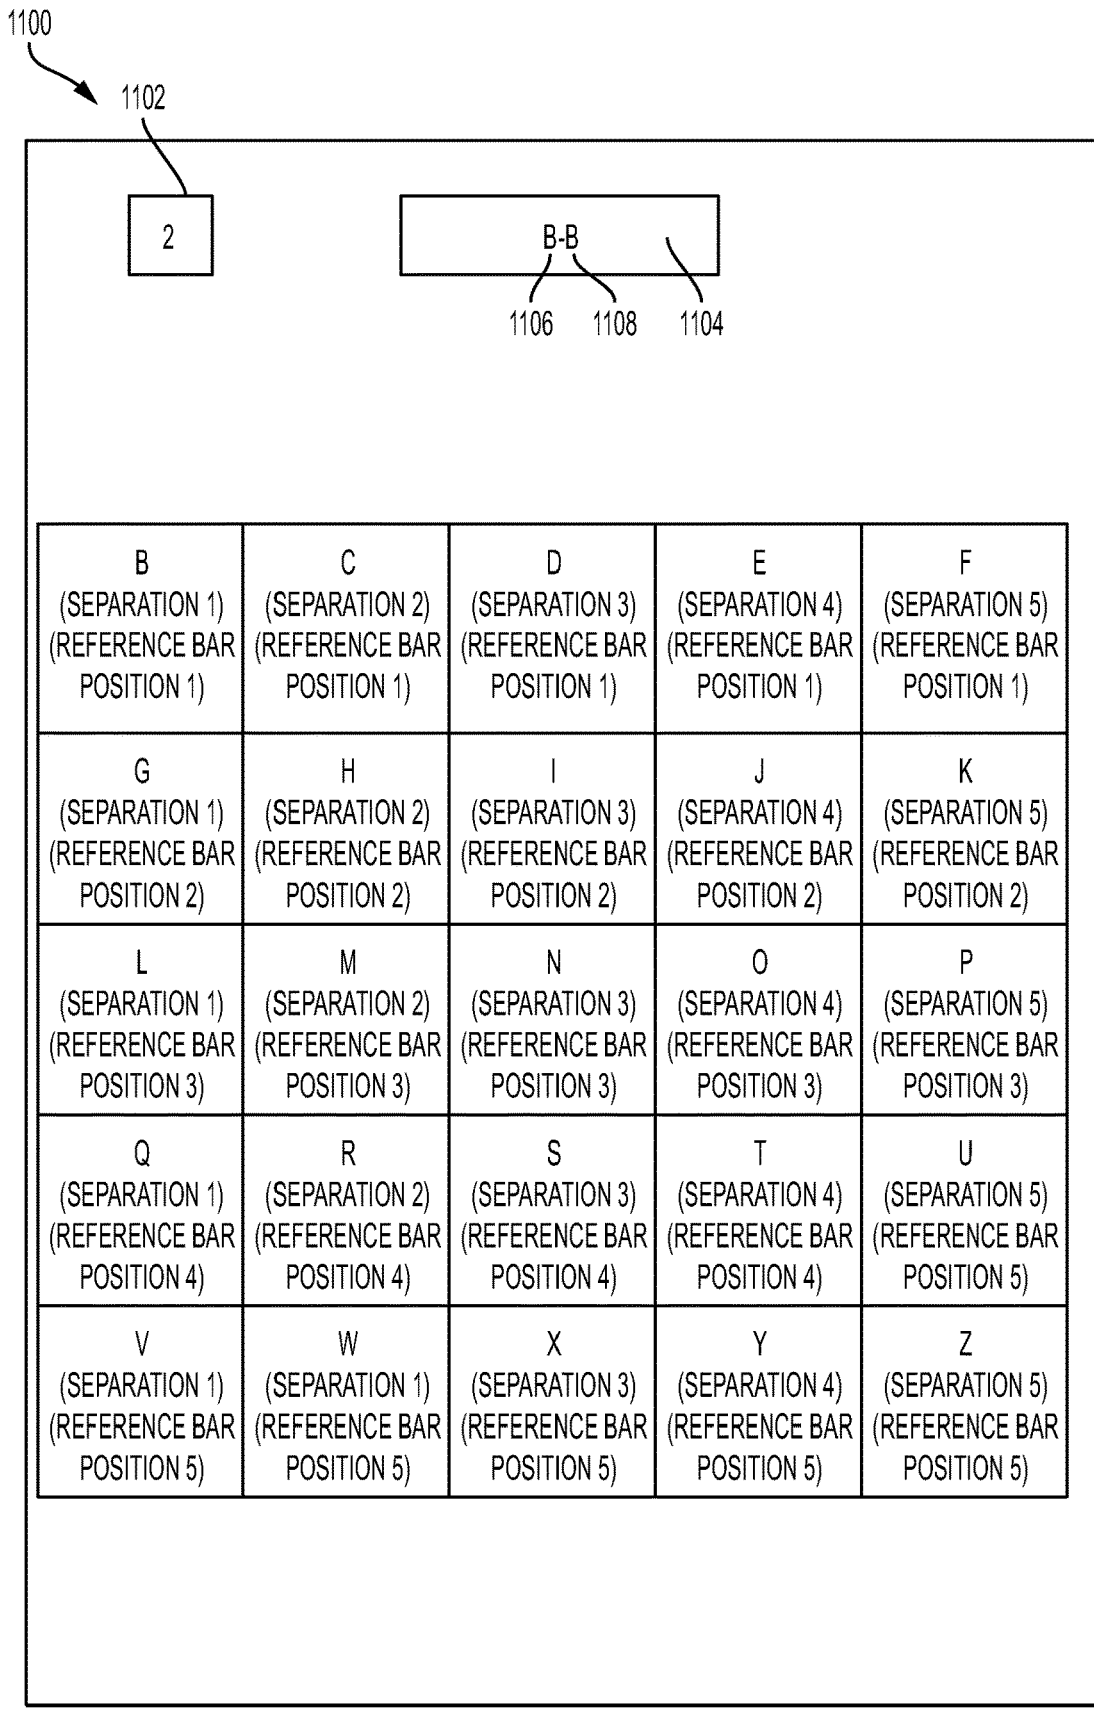 1100
1102
2
B-B
1106 1108 1104
B C D E F
(SEPARATION 1) (SEPARATION 2) (SEPARATION 3) (SEPARATION 4) (SEPARATION 5)
(REFERENCE BAR (REFERENCE BAR (REFERENCE BAR (REFERENCE BAR (REFERENCE BAR
POSITION 1) POSITION 1) POSITION 1) POSITION 1) POSITION 1)
G H I J K
(SEPARATION 1) (SEPARATION 2) (SEPARATION 3) (SEPARATION 4) (SEPARATION 5)
(REFERENCE BAR (REFERENCE BAR (REFERENCE BAR (REFERENCE BAR (REFERENCE BAR
POSITION 2) POSITION 2) POSITION 2) POSITION 2) POSITION 2)
L M N O P
(SEPARATION 1) (SEPARATION 2) (SEPARATION 3) (SEPARATION 4) (SEPARATION 5)
(REFERENCE BAR (REFERENCE BAR (REFERENCE BAR (REFERENCE BAR (REFERENCE BAR
POSITION 3) POSITION 3) POSITION 3) POSITION 3) POSITION 3)
Q R S T U
(SEPARATION 1) (SEPARATION 2) (SEPARATION 3) (SEPARATION 4) (SEPARATION 5)
(REFERENCE BAR (REFERENCE BAR (REFERENCE BAR (REFERENCE BAR (REFERENCE BAR
POSITION 4) POSITION 4) POSITION 4) POSITION 4) POSITION 5)
V W X Y Z
(SEPARATION 1) (SEPARATION 1) (SEPARATION 3) (SEPARATION 4) (SEPARATION 5)
(REFERENCE BAR (REFERENCE BAR (REFERENCE BAR (REFERENCE BAR (REFERENCE BAR
POSITION 5) POSITION 5) POSITION 5) POSITION 5) POSITION 5)